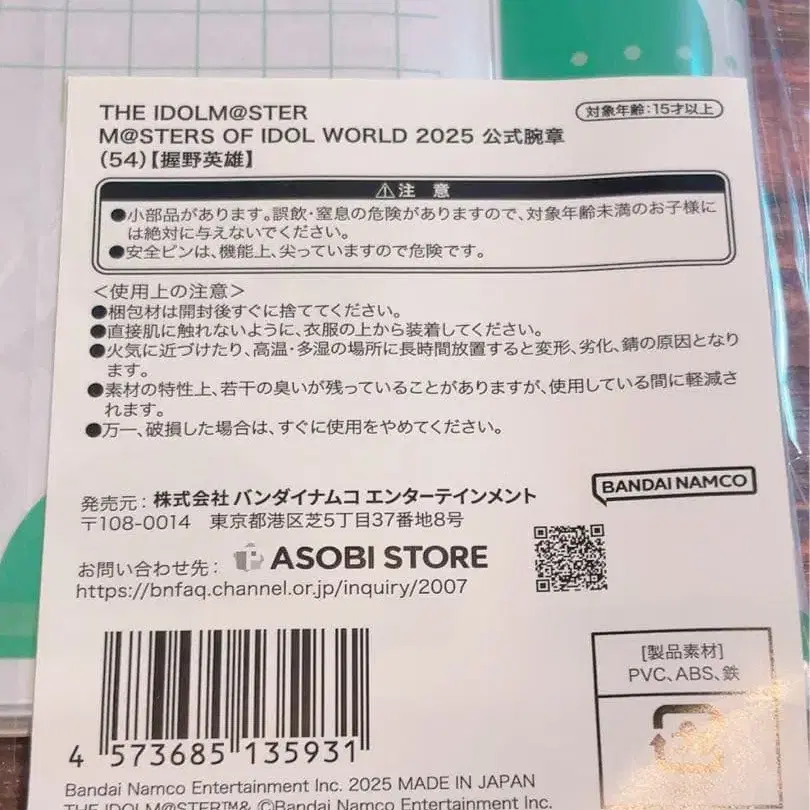 THE IDOLM@STER
対象年齢:15才以上
M@STERS OF IDOL WORLD 2025 公式腕章
(54)【握野英雄】
⚠注 意
●小部品があります。誤飲・窒息の危険がありますので、対象年齢未満のお子様に
は絶対に与えないでください。
●安全ピンは、機能上、尖っていますので危険です。
＜使用上の注意＞
●梱包材は開封後すぐに捨ててください。
●直接肌に触れないように、衣服の上から装着してください。
●火気に近づけたり、高温・多湿の場所に長時間放置すると変形、劣化、錆の原因となり
ます。
●素材の特性上、若干の臭いが残っていることがありますが、使用している間に軽減さ
れます。
●万一、破損した場合は、すぐに使用をやめてください。
発売元：株式会社 バンダイナムコ エンターテインメント
〒108-0014 東京都港区芝5丁目37番地8号
BANDAI NAMCO
お問い合わせ先： ASOBI STORE
https://bnfaq.channel.or.jp/inquiry/2007
[製品素材]
PVC、ABS、鉄
4 573685 135931
Bandai Namco Entertainment Inc. 2025 MADE IN JAPAN
THE IDOLM@STER™& ©Bandai Namco Entertainment Inc.